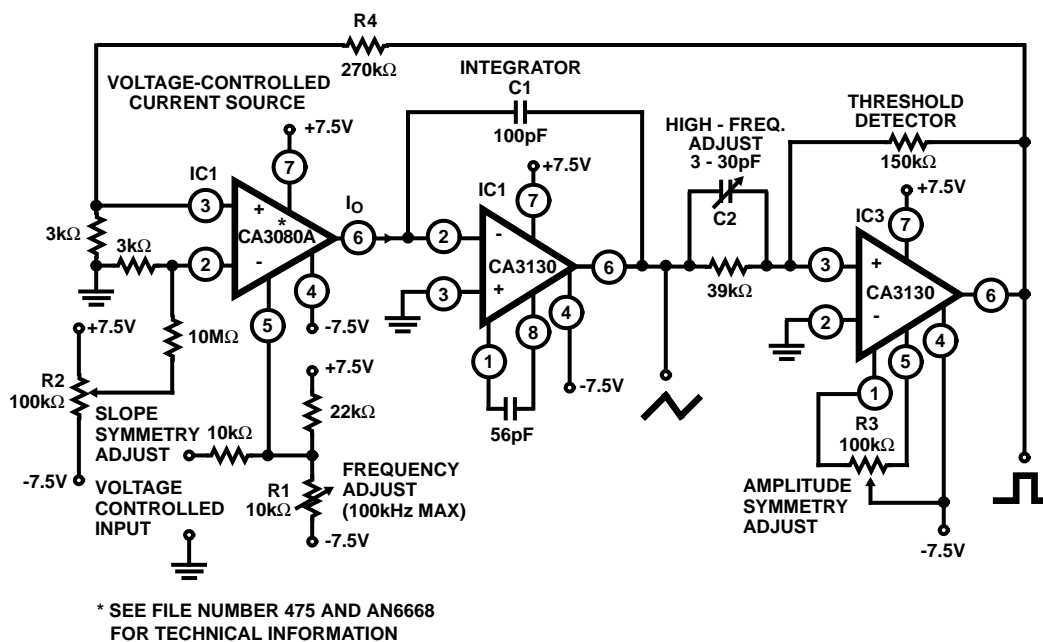 R4
270kΩ
VOLTAGE-CONTROLLED
CURRENT SOURCE
+7.5V
7
IC1
3
+
*
CA3080A
-
2
3kΩ
3kΩ
IO
6
4
-7.5V
5
10MΩ
+7.5V
R2
100kΩ
-7.5V
SLOPE
SYMMETRY
ADJUST
10kΩ
VOLTAGE
CONTROLLED
INPUT
+7.5V
22kΩ
R1
10kΩ
FREQUENCY
ADJUST
(100kHz MAX)
-7.5V
INTEGRATOR
C1
100pF
+7.5V
IC1
7
2
-
CA3130
+
3
6
4
8
1
-7.5V
56pF
HIGH - FREQ.
ADJUST
3 - 30pF
C2
39kΩ
THRESHOLD
DETECTOR
150kΩ
+7.5V
IC3
7
3
+
CA3130
-
2
6
5
4
1
R3
100kΩ
AMPLITUDE
SYMMETRY
ADJUST
-7.5V
* SEE FILE NUMBER 475 AND AN6668
FOR TECHNICAL INFORMATION